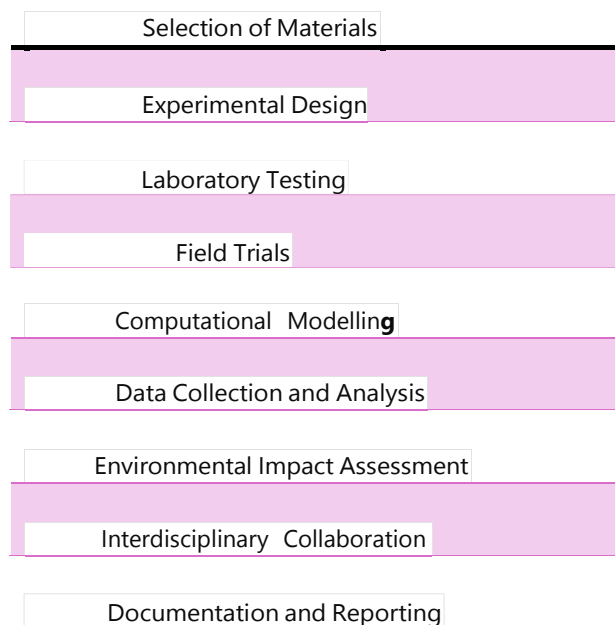 Selection of Materials
Experimental Design
Laboratory Testing
Field Trials
Computational Modelling
Data Collection and Analysis
Environmental Impact Assessment
Interdisciplinary Collaboration
Documentation and Reporting